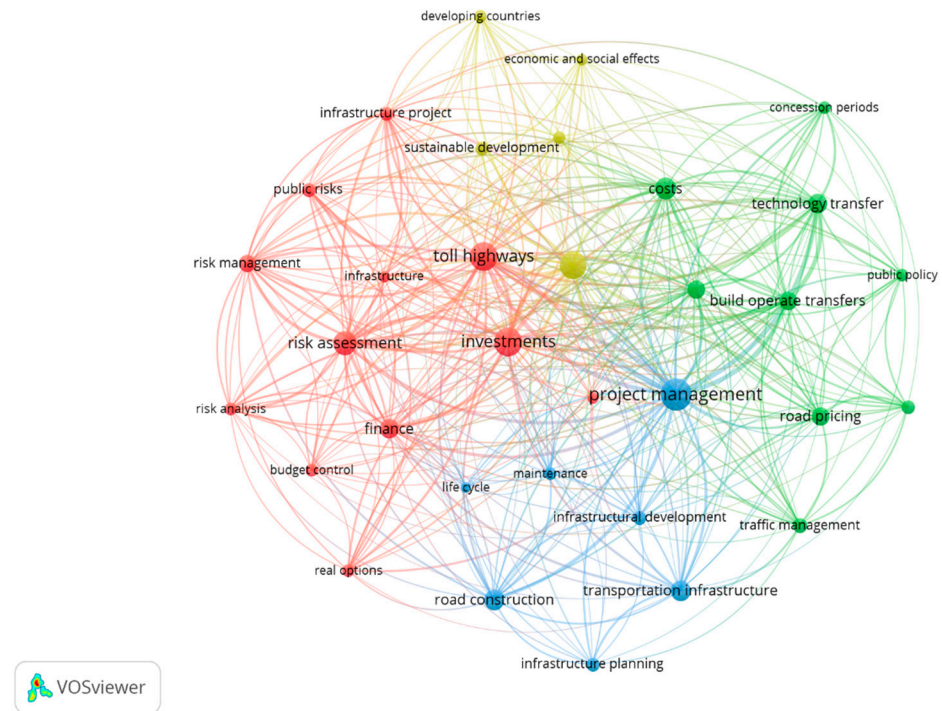 developing countries
economic and social effects
concession periods
infrastructure project
sustainable development
public risks
costs
technology transfer
toll highways
risk management
infrastructure
public policy
build operate transfers
risk assessment
investments
project management
risk analysis
road pricing
finance
budget control
maintenance
life cycle
infrastructural development
traffic management
real options
road construction
transportation infrastructure
infrastructure planning
VOSviewer